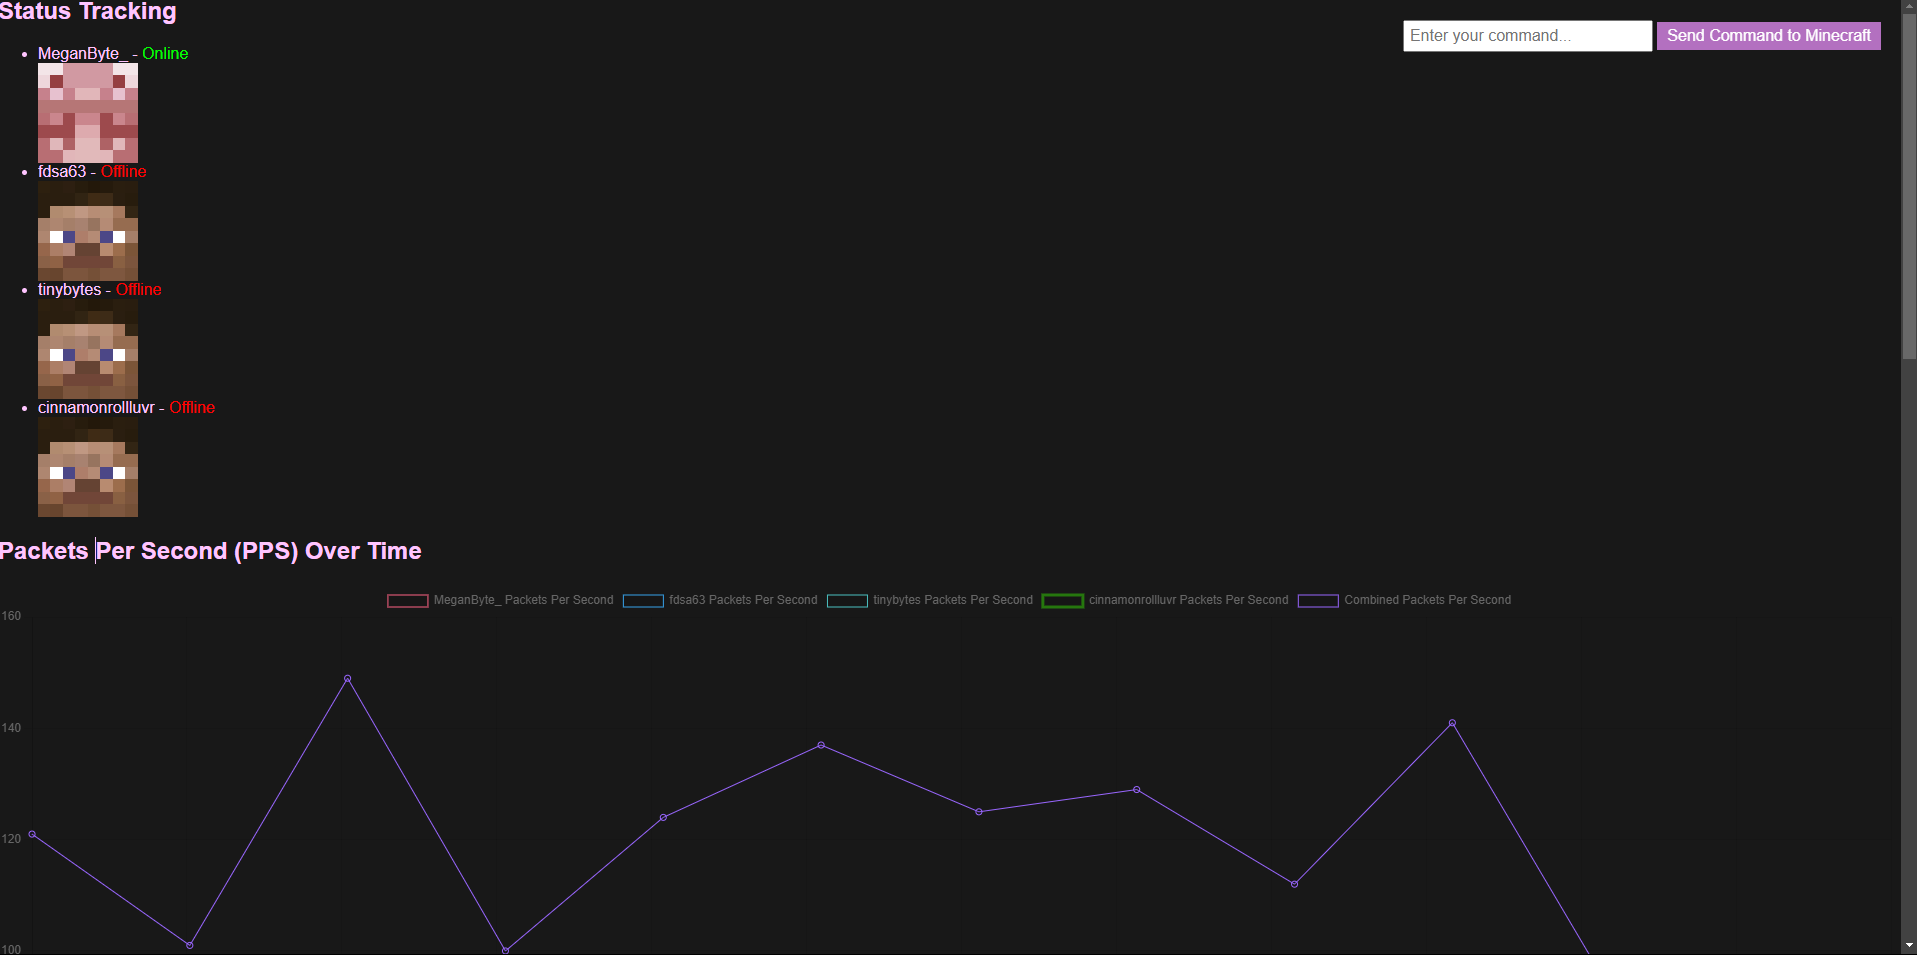 Status Tracking
Enter your command...
Send Command to Minecraft
MeganByte_ - Online
fdsa63 - Offline
tinybytes - Offline
cinnamonrollluvr - Offline
Packets Per Second (PPS) Over Time
MeganByte_ Packets Per Second
fdsa63 Packets Per Second
tinybytes Packets Per Second
cinnamonrollluvr Packets Per Second
Combined Packets Per Second
160
140
120
100